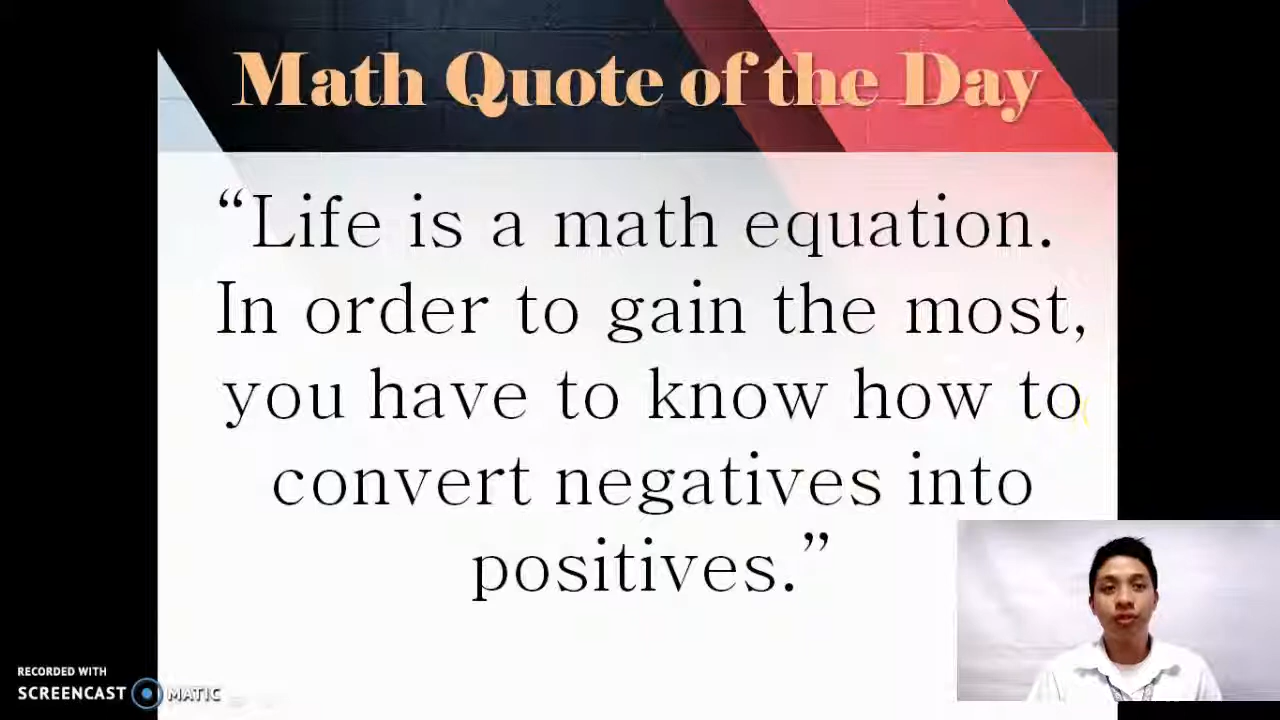 Math Quote of the Day
“Life is a math equation.
In order to gain the most,
you have to know how to
convert negatives into
positives.”
RECORDED WITH
SCREENCAST MATIC